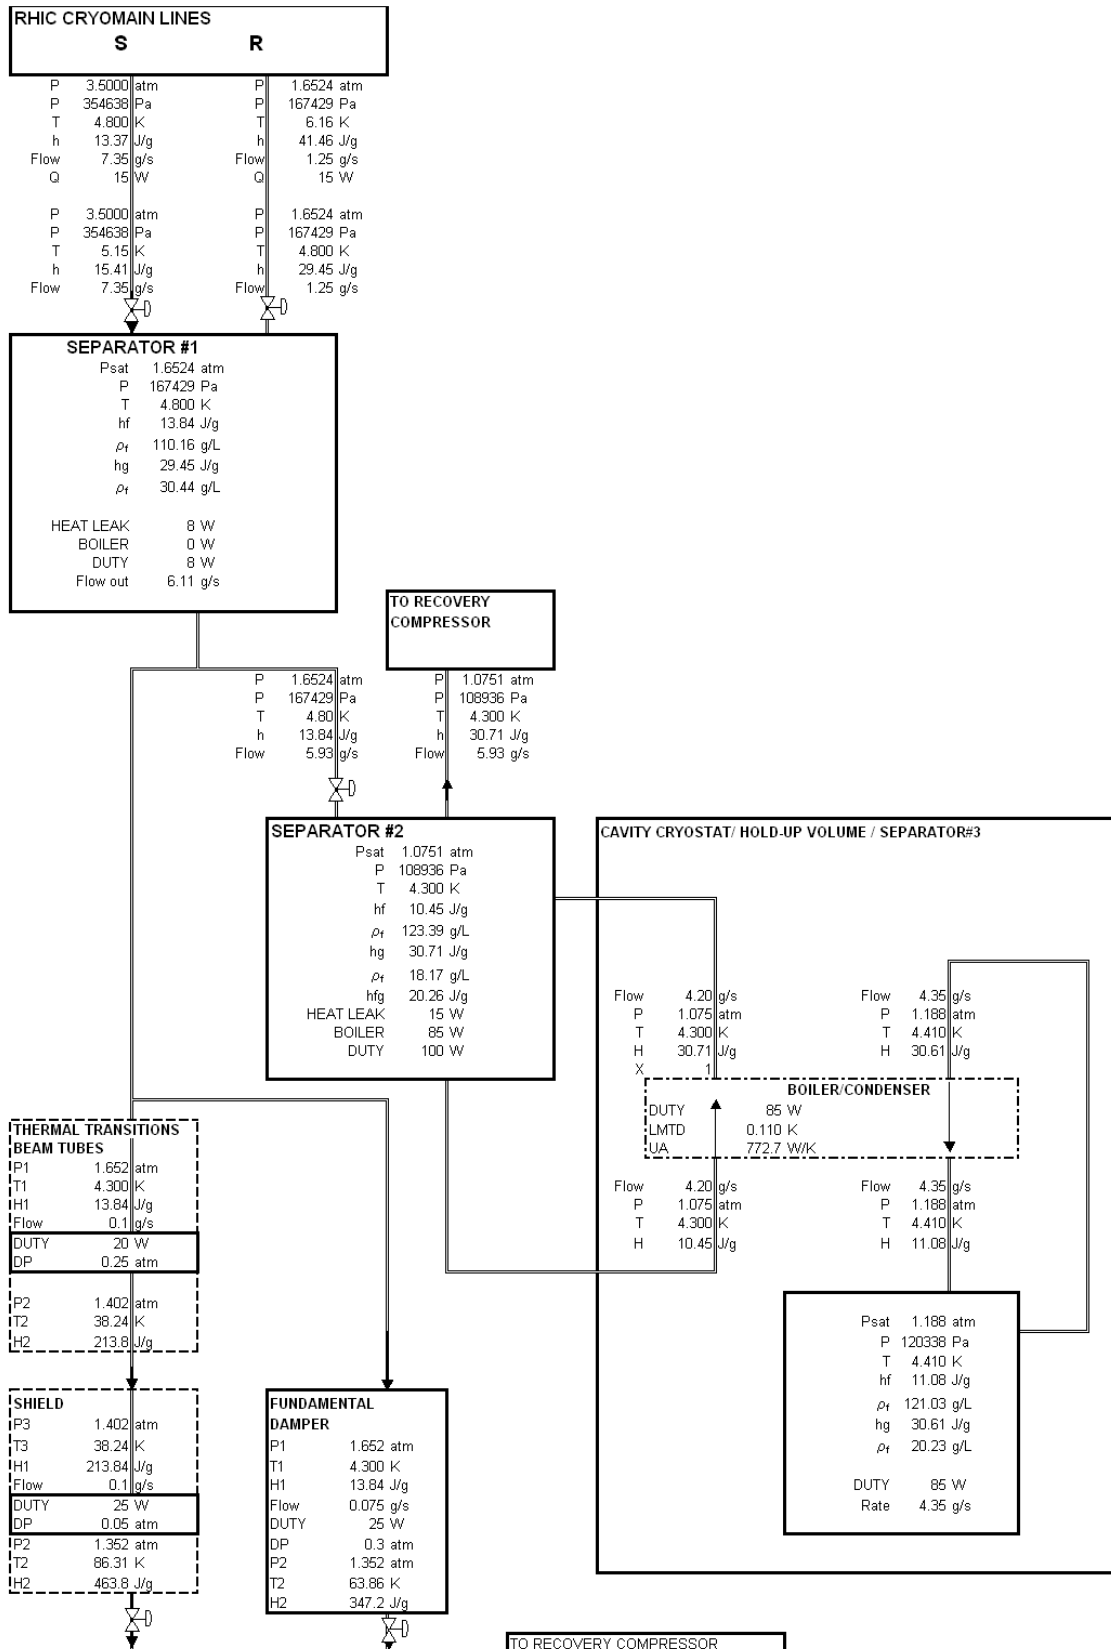 RHIC CRYOMAIN LINES
S R
P 3.5000 atm P 1.6524 atm
P 354638 Pa P 167429 Pa
T 4.800 K T 6.16 K
h 13.37 J/g h 41.46 J/g
Flow 7.35 g/s Flow 1.25 g/s
Q 15 W Q 15 W
P 3.5000 atm P 1.6524 atm
P 354638 Pa P 167429 Pa
T 5.15 K T 4.800 K
h 15.41 J/g h 29.45 J/g
Flow 7.35 g/s Flow 1.25 g/s
SEPARATOR #1
Psat 1.6524 atm
P 167429 Pa
T 4.800 K
hf 13.84 J/g
ρf 110.16 g/L
hg 29.45 J/g
ρf 30.44 g/L
HEAT LEAK 8 W
BOILER 0 W
DUTY 8 W
Flow out 6.11 g/s
TO RECOVERY
COMPRESSOR
P 1.6524 atm P 1.0751 atm
P 167429 Pa P 108936 Pa
T 4.80 K T 4.300 K
h 13.84 J/g h 30.71 J/g
Flow 5.93 g/s Flow 5.93 g/s
SEPARATOR #2
Psat 1.0751 atm
P 108936 Pa
T 4.300 K
hf 10.45 J/g
ρf 123.39 g/L
hg 30.71 J/g
ρf 18.17 g/L
hfg 20.26 J/g
HEAT LEAK 15 W
BOILER 85 W
DUTY 100 W
CAVITY CRYOSTAT/ HOLD-UP VOLUME / SEPARATOR#3
Flow 4.20 g/s Flow 4.35 g/s
P 1.075 atm P 1.188 atm
T 4.300 K T 4.410 K
H 30.71 J/g H 30.61 J/g
X 1
BOILER/CONDENSER
DUTY 85 W
LMTD 0.110 K
UA 772.7 W/K
Flow 4.20 g/s Flow 4.35 g/s
P 1.075 atm P 1.188 atm
T 4.300 K T 4.410 K
H 10.45 J/g H 11.08 J/g
Psat 1.188 atm
P 120338 Pa
T 4.410 K
hf 11.08 J/g
ρf 121.03 g/L
hg 30.61 J/g
ρf 20.23 g/L
DUTY 85 W
Rate 4.35 g/s
THERMAL TRANSITIONS
BEAM TUBES
P1 1.652 atm
T1 4.300 K
H1 13.84 J/g
Flow 0.1 g/s
DUTY 20 W
DP 0.25 atm
P2 1.402 atm
T2 38.24 K
H2 213.8 J/g
SHIELD
P3 1.402 atm
T3 38.24 K
H1 213.84 J/g
Flow 0.1 g/s
DUTY 25 W
DP 0.05 atm
P2 1.352 atm
T2 86.31 K
H2 463.8 J/g
FUNDAMENTAL
DAMPER
P1 1.652 atm
T1 4.300 K
H1 13.84 J/g
Flow 0.075 g/s
DUTY 25 W
DP 0.3 atm
P2 1.352 atm
T2 63.86 K
H2 347.2 J/g
TO RECOVERY COMPRESSOR